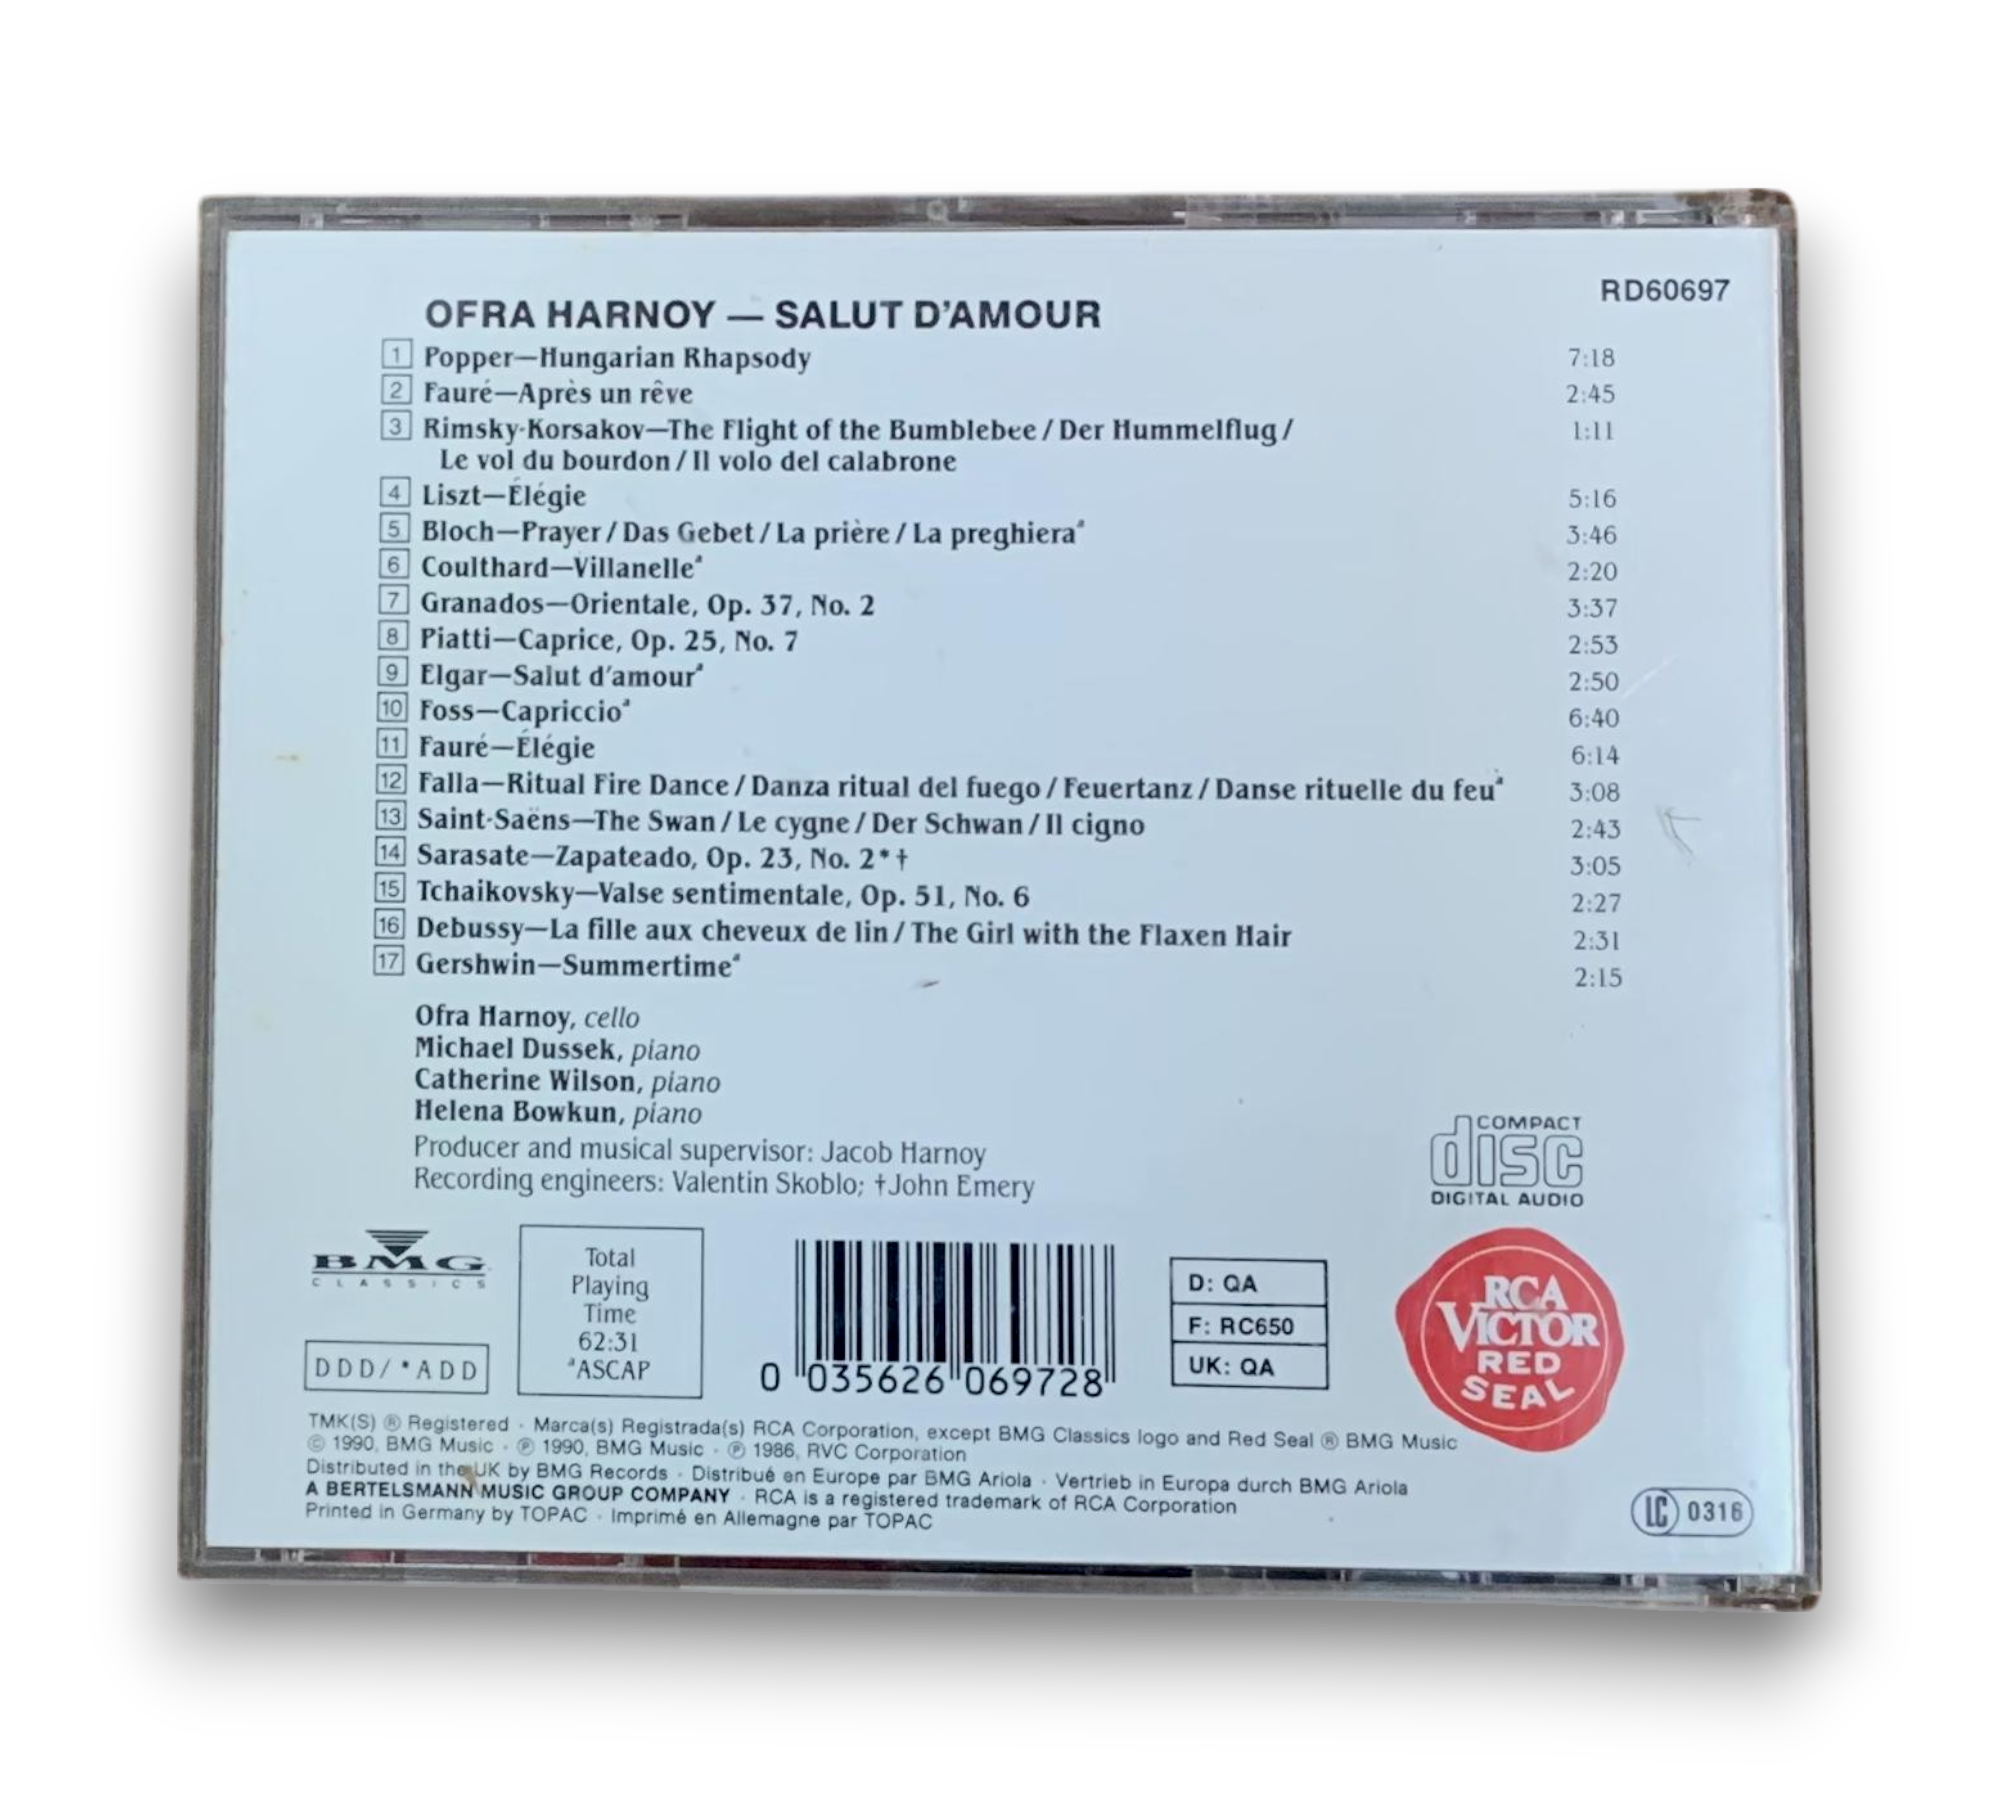 RD60697
OFRA HARNOY — SALUT D'AMOUR
1 Popper—Hungarian Rhapsody 7:18
2 Fauré—Après un rêve 2:45
3 Rimsky-Korsakov—The Flight of the Bumblebee / Der Hummelflug / 1:11
Le vol du bourdon / Il volo del calabrone
4 Liszt—Élégie 5:16
5 Bloch—Prayer / Das Gebet / La prière / La preghieraª 3:46
6 Coulthard—Villanelleª 2:20
7 Granados—Orientale, Op. 37, No. 2 3:37
8 Piatti—Caprice, Op. 25, No. 7 2:53
9 Elgar—Salut d'amourª 2:50
10 Foss—Capriccioª 6:40
11 Fauré—Élégie 6:14
12 Falla—Ritual Fire Dance / Danza ritual del fuego / Feuertanz / Danse rituelle du feuª 3:08
13 Saint-Saëns—The Swan / Le cygne / Der Schwan / Il cigno 2:43
14 Sarasate—Zapateado, Op. 23, No. 2*† 3:05
15 Tchaikovsky—Valse sentimentale, Op. 51, No. 6 2:27
16 Debussy—La fille aux cheveux de lin / The Girl with the Flaxen Hair 2:31
17 Gershwin—Summertimeª 2:15
Ofra Harnoy, cello
Michael Dussek, piano
Catherine Wilson, piano
Helena Bowkun, piano
Producer and musical supervisor: Jacob Harnoy
Recording engineers: Valentin Skoblo; †John Emery
COMPACT
disc
DIGITAL AUDIO
BMG
CLASSICS
DDD/*ADD
Total
Playing
Time
62:31
ªASCAP
0 035626 069728
D: QA
F: RC650
UK: QA
RCA
VICTOR
RED
SEAL
TMK(S) ® Registered · Marca(s) Registrada(s) RCA Corporation, except BMG Classics logo and Red Seal ® BMG Music
© 1990, BMG Music · ℗ 1990, BMG Music · ℗ 1986, RVC Corporation
Distributed in the UK by BMG Records · Distribué en Europe par BMG Ariola · Vertrieb in Europa durch BMG Ariola
A BERTELSMANN MUSIC GROUP COMPANY · RCA is a registered trademark of RCA Corporation
Printed in Germany by TOPAC · Imprimé en Allemagne par TOPAC
LC 0316